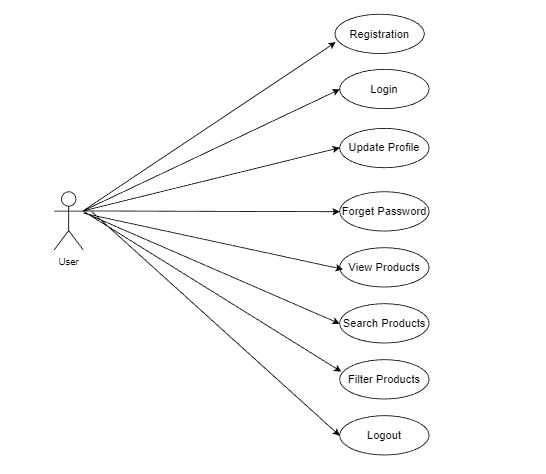 Registration
Login
Update Profile
Forget Password
User
View Products
Search Products
Filter Products
Logout